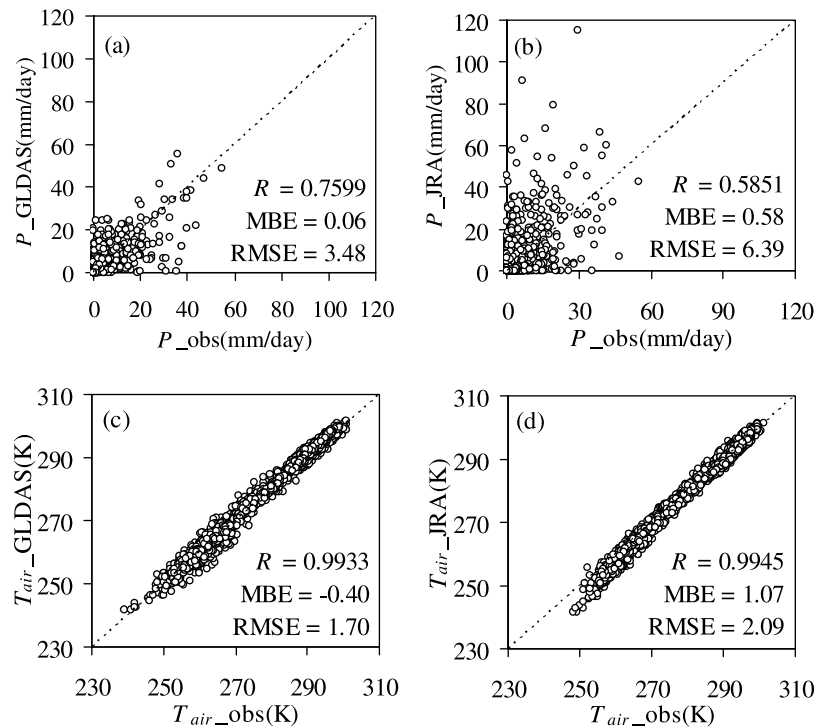 (a)
120
100
80
60
40
20
0
P_GLDAS(mm/day)
R = 0.7599
MBE = 0.06
RMSE = 3.48
0 20 40 60 80 100 120
P_obs(mm/day)
(b)
120
100
80
60
40
20
0
P_JRA(mm/day)
R = 0.5851
MBE = 0.58
RMSE = 6.39
0 30 60 90 120
P_obs(mm/day)
(c)
310
290
270
250
230
Tair_GLDAS(K)
R = 0.9933
MBE = -0.40
RMSE = 1.70
230 250 270 290 310
Tair_obs(K)
(d)
310
290
270
250
230
Tair_JRA(K)
R = 0.9945
MBE = 1.07
RMSE = 2.09
230 250 270 290 310
Tair_obs(K)